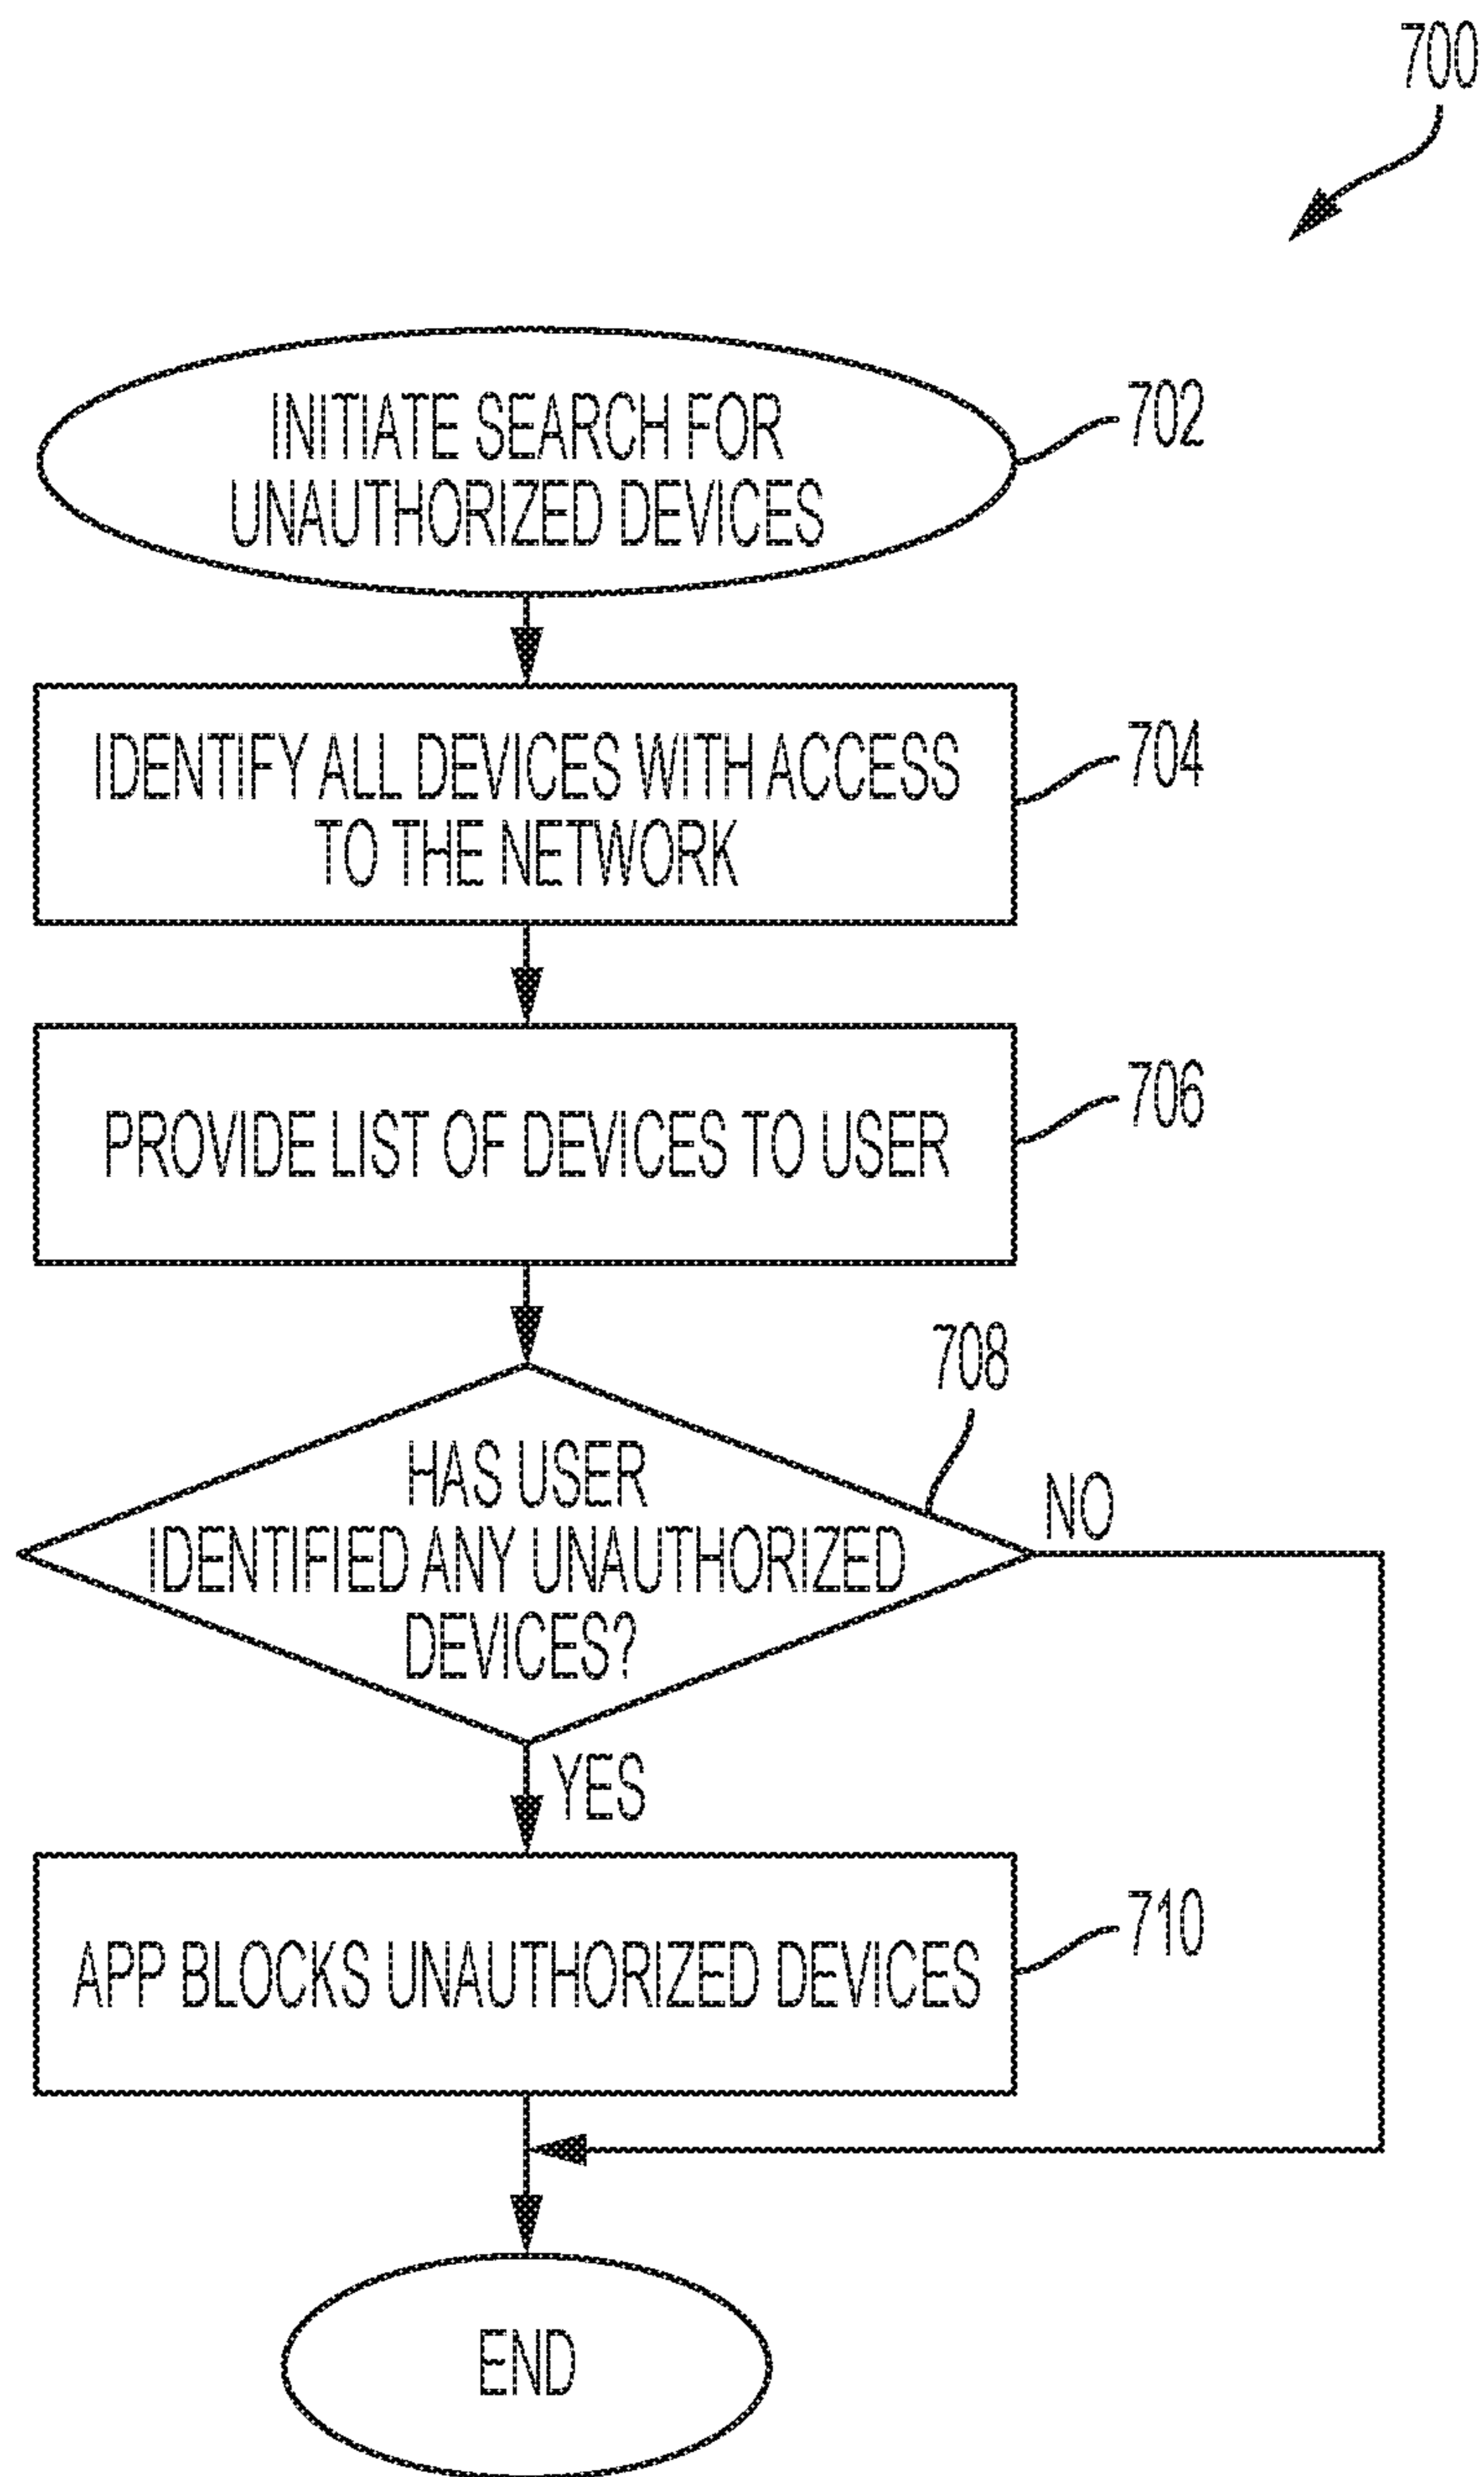 700
INITIATE SEARCH FOR
UNAUTHORIZED DEVICES
702
IDENTIFY ALL DEVICES WITH ACCESS
TO THE NETWORK
704
PROVIDE LIST OF DEVICES TO USER
706
708
HAS USER
IDENTIFIED ANY UNAUTHORIZED
DEVICES?
NO
YES
APP BLOCKS UNAUTHORIZED DEVICES
710
END